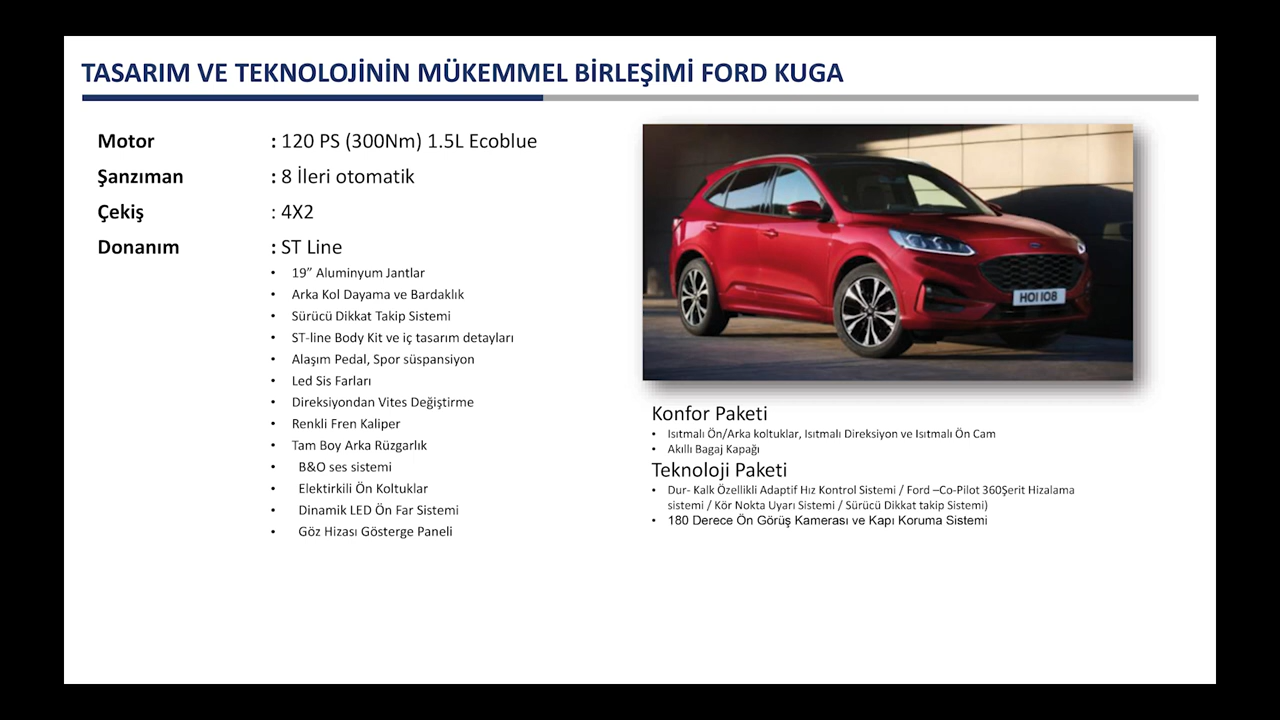 TASARIM VE TEKNOLOJİNİN MÜKEMMEL BİRLEŞİMİ FORD KUGA
Motor : 120 PS (300Nm) 1.5L Ecoblue
Şanzıman : 8 İleri otomatik
Çekiş : 4X2
Donanım : ST Line
• 19” Aluminyum Jantlar
• Arka Kol Dayama ve Bardaklık
• Sürücü Dikkat Takip Sistemi
• ST-line Body Kit ve iç tasarım detayları
• Alaşım Pedal, Spor süspansiyon
• Led Sis Farları
• Direksiyondan Vites Değiştirme
• Renkli Fren Kaliper
• Tam Boy Arka Rüzgarlık
• B&O ses sistemi
• Elektirkili Ön Koltuklar
• Dinamik LED Ön Far Sistemi
• Göz Hizası Gösterge Paneli
HOI 108
Konfor Paketi
• Isıtmalı Ön/Arka koltuklar, Isıtmalı Direksiyon ve Isıtmalı Ön Cam
• Akıllı Bagaj Kapağı
Teknoloji Paketi
• Dur- Kalk Özellikli Adaptif Hız Kontrol Sistemi / Ford –Co-Pilot 360Şerit Hizalama
sistemi / Kör Nokta Uyarı Sistemi / Sürücü Dikkat takip Sistemi)
• 180 Derece Ön Görüş Kamerası ve Kapı Koruma Sistemi